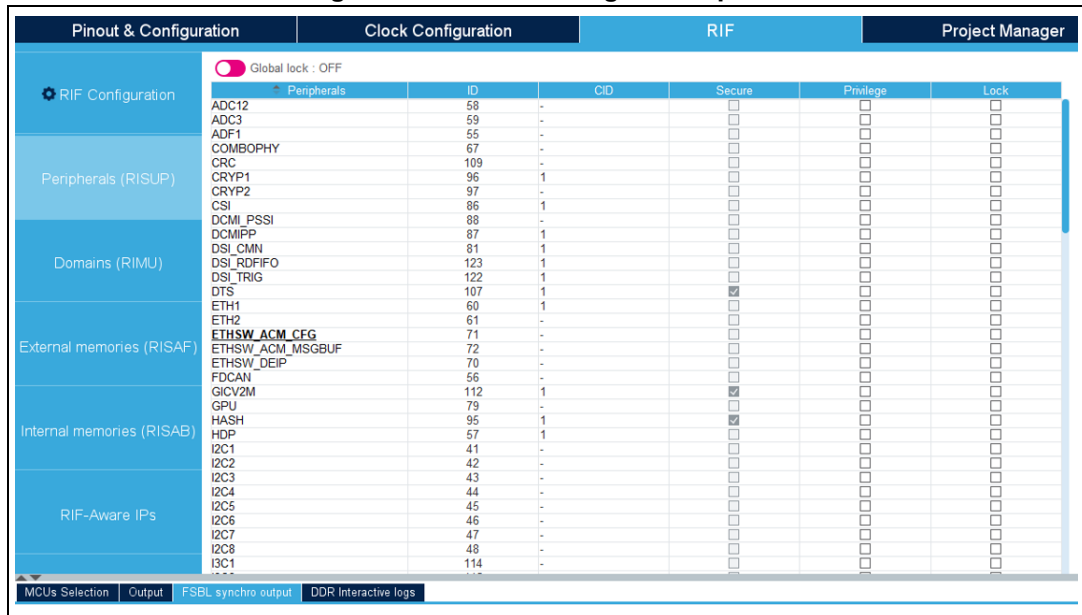 Pinout & Configuration Clock Configuration RIF Project Manager
Global lock : OFF
RIF Configuration
Peripherals (RISUP)
Domains (RIMU)
External memories (RISAF)
Internal memories (RISAB)
RIF-Aware IPs
Peripherals ID CID Secure Privilege Lock
ADC12 58 -
ADC3 59 -
ADF1 55 -
COMBOPHY 67 -
CRC 109 -
CRYP1 96 1
CRYP2 97 -
CSI 86 1
DCMI_PSSI 88 -
DCMIPP 87 1
DSI_CMN 81 1
DSI_RDFIFO 123 1
DSI_TRIG 122 1
DTS 107 1
ETH1 60 1
ETH2 61 -
ETHSW_ACM_CFG 71 -
ETHSW_ACM_MSGBUF 72 -
ETHSW_DEIP 70 -
FDCAN 56 -
GICV2M 112 1
GPU 79 -
HASH 95 1
HDP 57 1
I2C1 41 -
I2C2 42 -
I2C3 43 -
I2C4 44 -
I2C5 45 -
I2C6 46 -
I2C7 47 -
I2C8 48 -
I3C1 114 -
MCUs Selection Output FSBL synchro output DDR Interactive logs